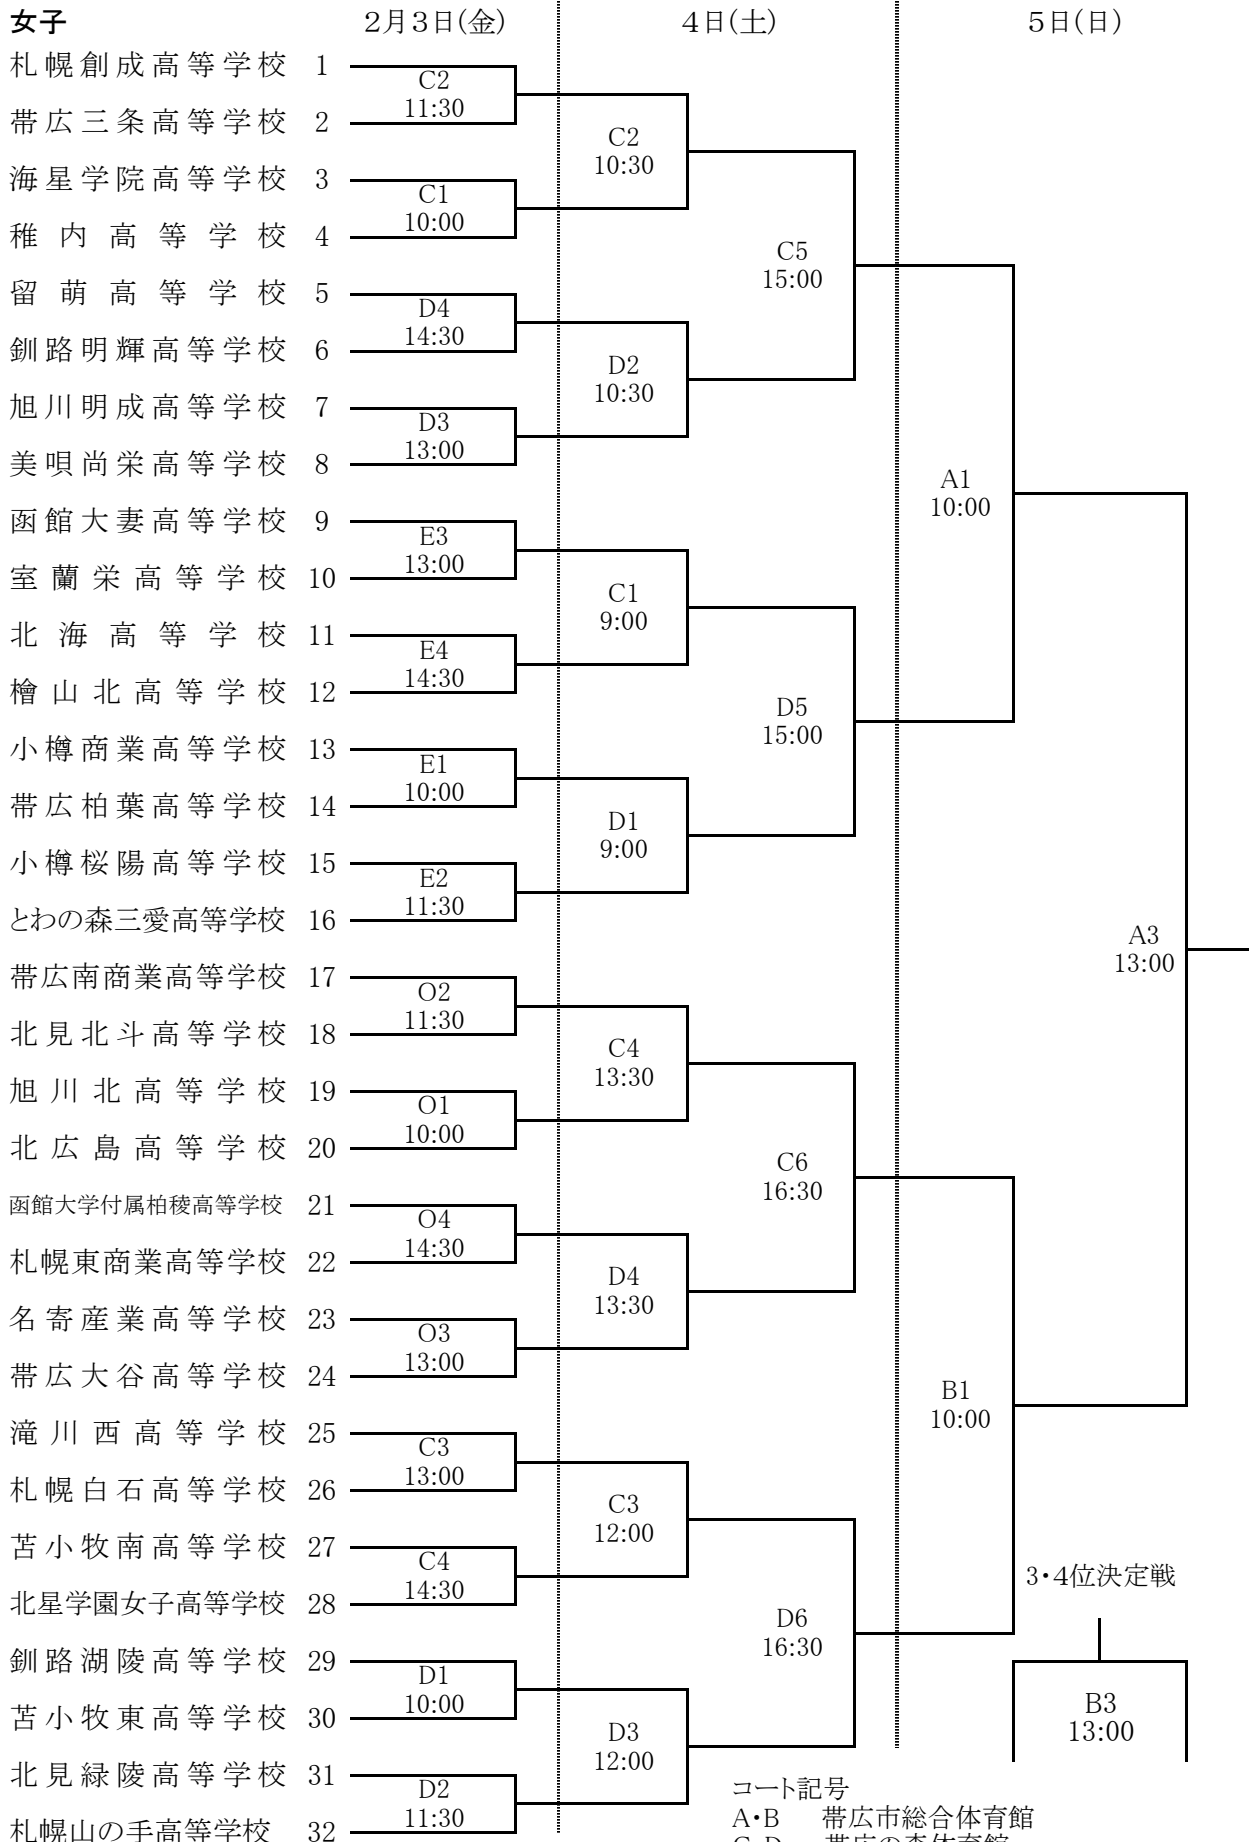 女子 2月3日(金) 4日(土) 5日(日)
札幌創成高等学校 1
C2
11:30
帯広三条高等学校 2
C2
10:30
海星学院高等学校 3
C1
10:00
稚内高等学校 4
C5
15:00
留萌高等学校 5
D4
14:30
釧路明輝高等学校 6
D2
10:30
旭川明成高等学校 7
D3
13:00
美唄尚栄高等学校 8
A1
10:00
函館大妻高等学校 9
E3
13:00
室蘭栄高等学校 10
C1
9:00
北海高等学校 11
E4
14:30
檜山北高等学校 12
D5
15:00
小樽商業高等学校 13
E1
10:00
帯広柏葉高等学校 14
D1
9:00
小樽桜陽高等学校 15
E2
11:30
とわの森三愛高等学校 16
A3
13:00
帯広南商業高等学校 17
O2
11:30
北見北斗高等学校 18
C4
13:30
旭川北高等学校 19
O1
10:00
北広島高等学校 20
C6
16:30
函館大学付属柏稜高等学校 21
O4
14:30
札幌東商業高等学校 22
D4
13:30
名寄産業高等学校 23
O3
13:00
帯広大谷高等学校 24
B1
10:00
滝川西高等学校 25
C3
13:00
札幌白石高等学校 26
C3
12:00
苫小牧南高等学校 27
C4
14:30
3・4位決定戦
北星学園女子高等学校 28
D6
16:30
釧路湖陵高等学校 29
D1
10:00
苫小牧東高等学校 30
B3
13:00
D3
12:00
北見緑陵高等学校 31
D2
11:30
コート記号
A・B 帯広市総合体育館
札幌山の手高等学校 32
C・D 帯広の森体育館